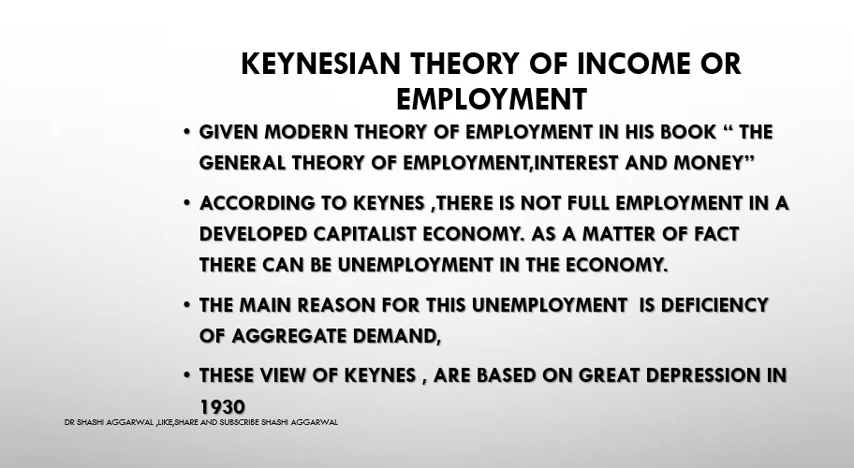 KEYNESIAN THEORY OF INCOME OR
EMPLOYMENT
• GIVEN MODERN THEORY OF EMPLOYMENT IN HIS BOOK “ THE
GENERAL THEORY OF EMPLOYMENT,INTEREST AND MONEY”
• ACCORDING TO KEYNES ,THERE IS NOT FULL EMPLOYMENT IN A
DEVELOPED CAPITALIST ECONOMY. AS A MATTER OF FACT
THERE CAN BE UNEMPLOYMENT IN THE ECONOMY.
• THE MAIN REASON FOR THIS UNEMPLOYMENT IS DEFICIENCY
OF AGGREGATE DEMAND,
• THESE VIEW OF KEYNES , ARE BASED ON GREAT DEPRESSION IN
1930
DR SHASHI AGGARWAL ,LIKE,SHARE AND SUBSCRIBE SHASHI AGGARWAL